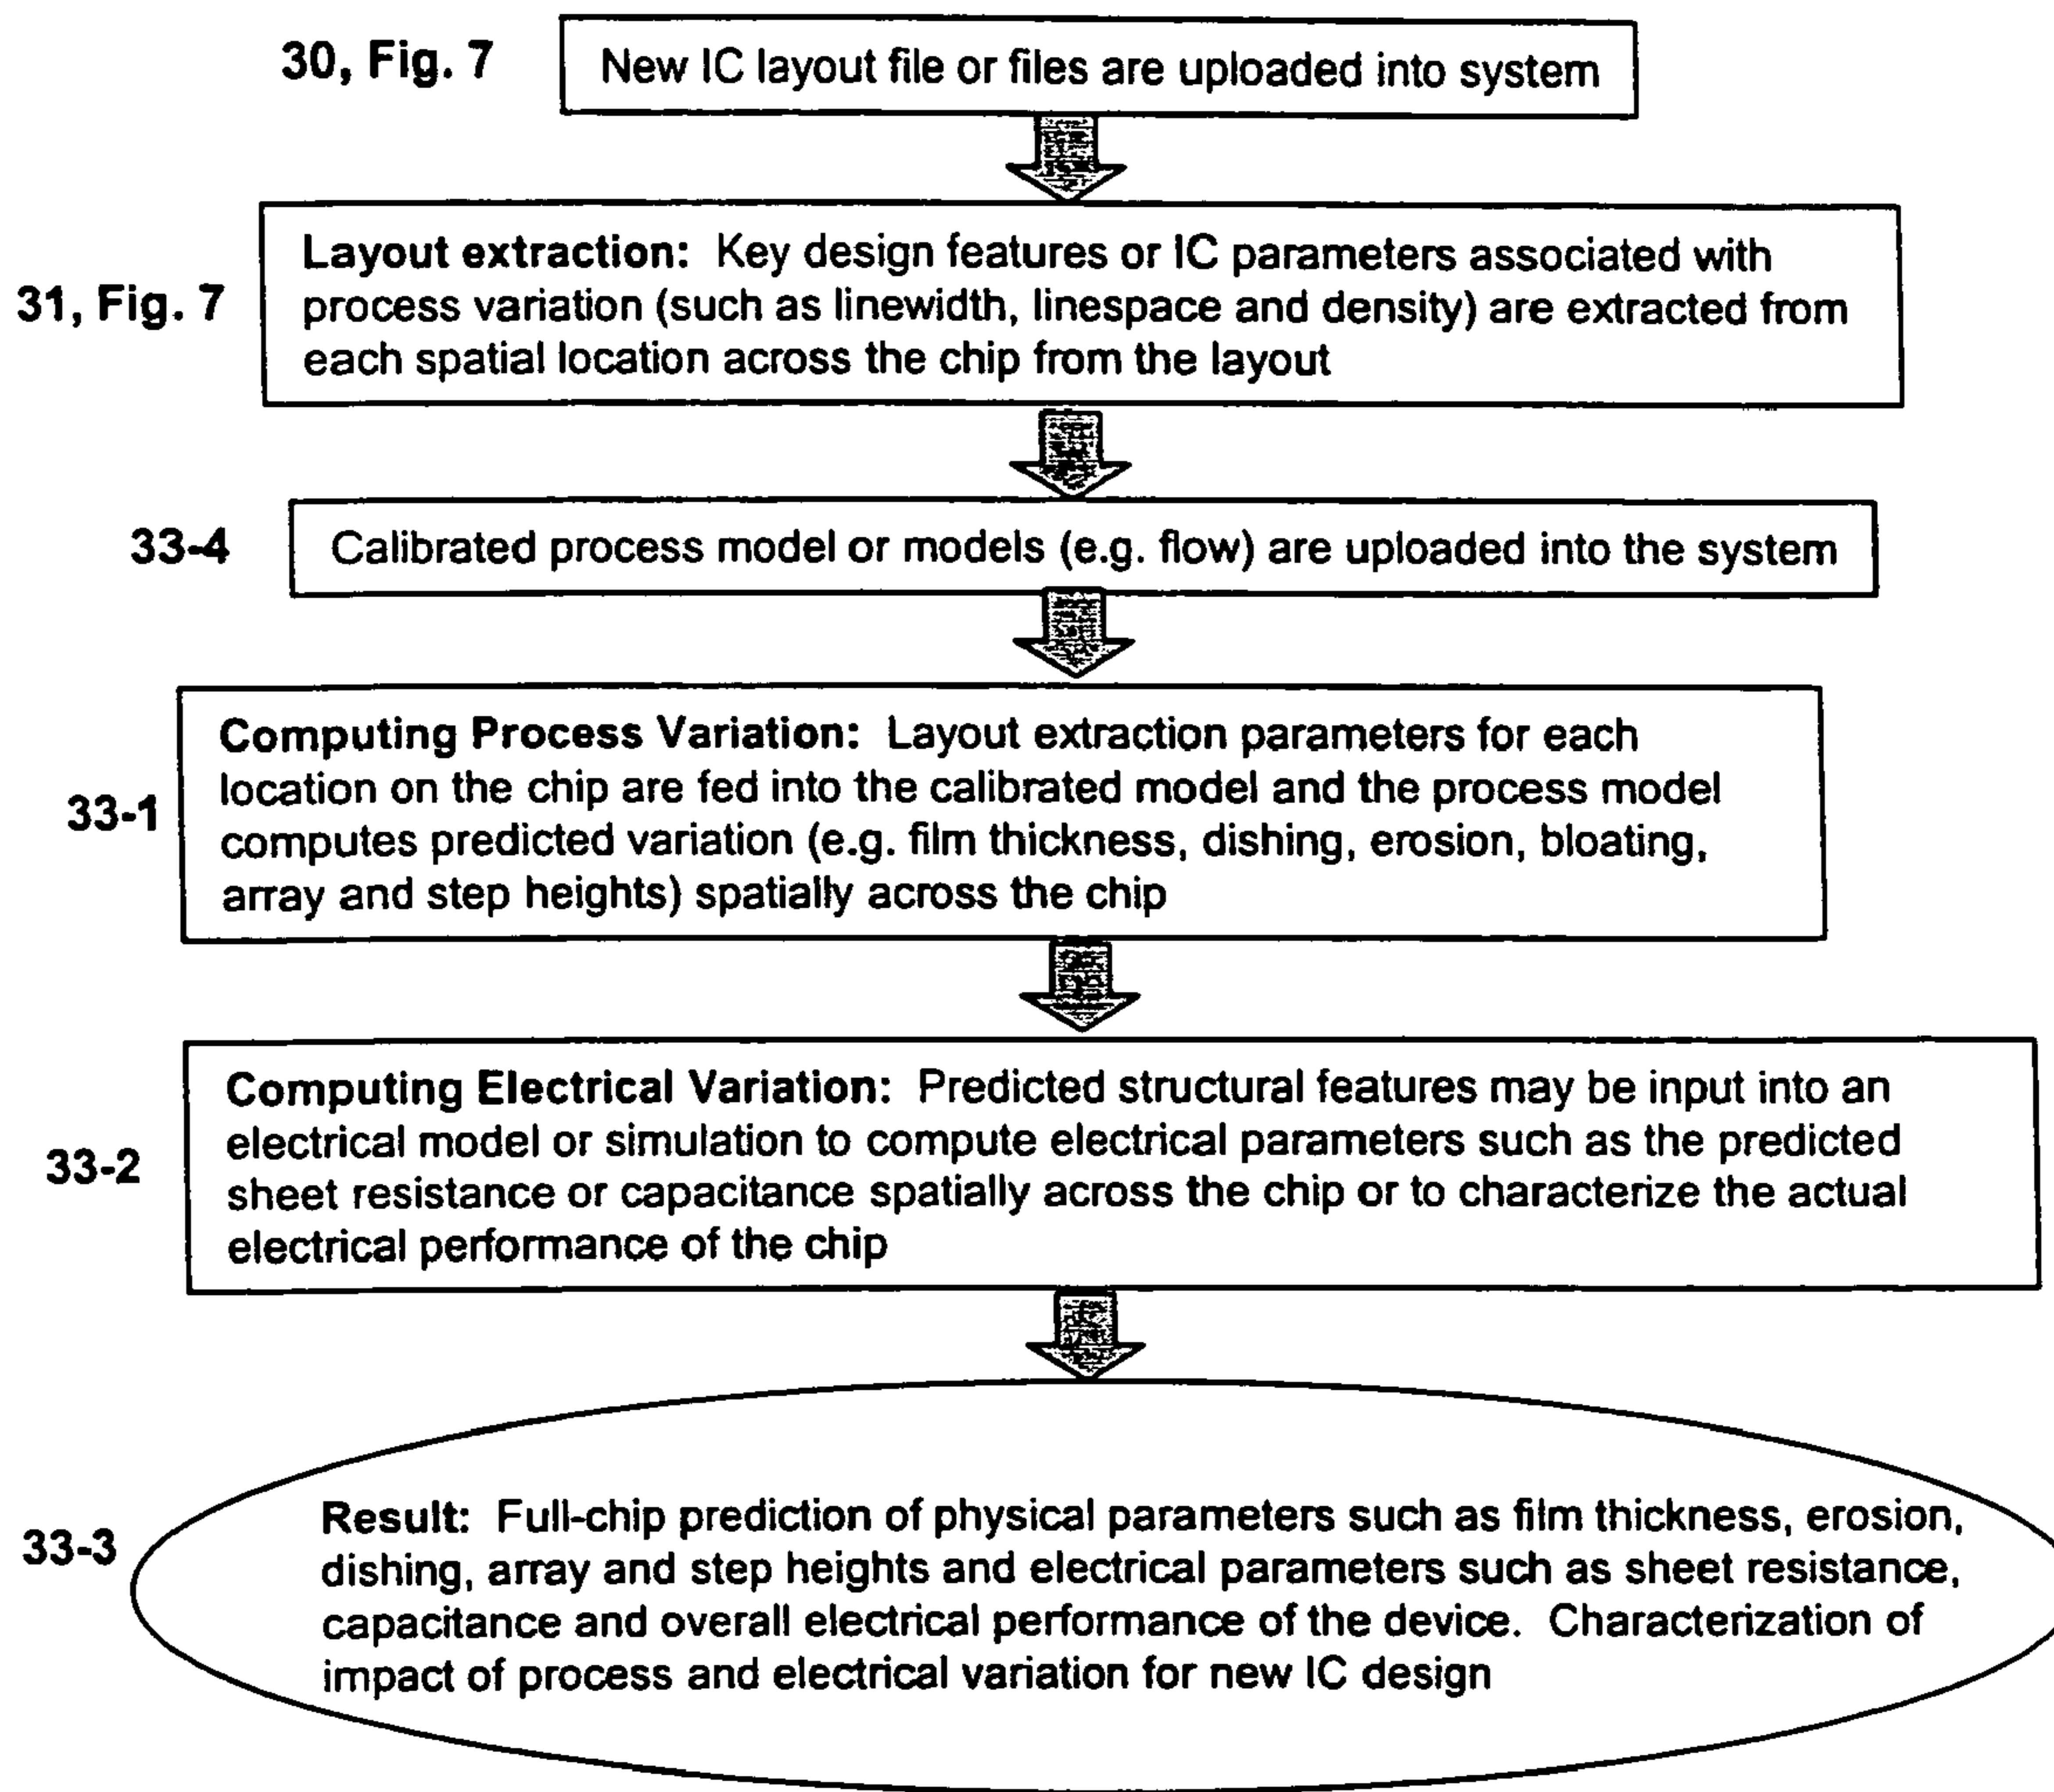 30, Fig. 7
New IC layout file or files are uploaded into system
31, Fig. 7
Layout extraction: Key design features or IC parameters associated with
process variation (such as linewidth, linespace and density) are extracted from
each spatial location across the chip from the layout
33-4
Calibrated process model or models (e.g. flow) are uploaded into the system
33-1
Computing Process Variation: Layout extraction parameters for each
location on the chip are fed into the calibrated model and the process model
computes predicted variation (e.g. film thickness, dishing, erosion, bloating,
array and step heights) spatially across the chip
33-2
Computing Electrical Variation: Predicted structural features may be input into an
electrical model or simulation to compute electrical parameters such as the predicted
sheet resistance or capacitance spatially across the chip or to characterize the actual
electrical performance of the chip
33-3
Result: Full-chip prediction of physical parameters such as film thickness, erosion,
dishing, array and step heights and electrical parameters such as sheet resistance,
capacitance and overall electrical performance of the device. Characterization of
impact of process and electrical variation for new IC design